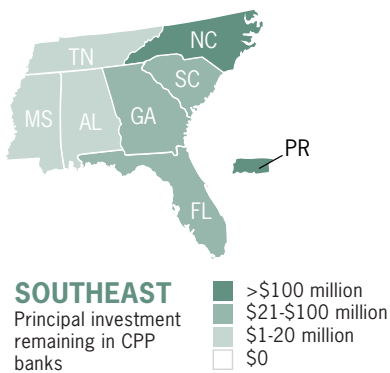 NC
TN
SC
MS
AL
GA
PR
FL
SOUTHEAST
Principal investment
remaining in CPP
banks
>$100 million
$21-$100 million
$1-20 million
$0